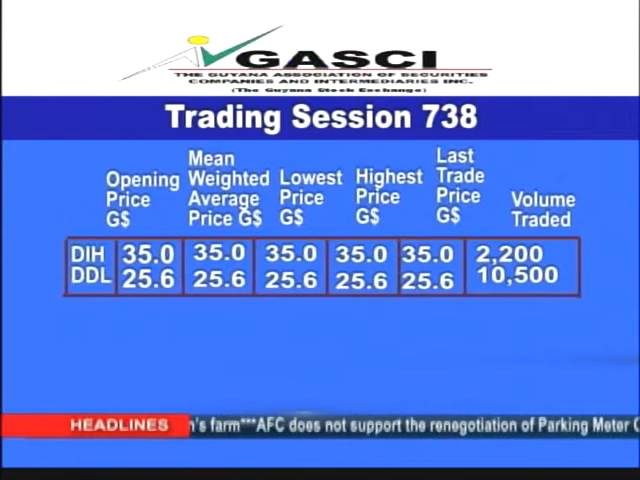 GASCI
THE GUYANA ASSOCIATION OF SECURITIES
COMPANIES AND INTERMEDIARIES INC.
(The Guyana Stock Exchange)
Trading Session 738
Opening Price G$ Mean Weighted Average Price G$ Lowest Price G$ Highest Price G$ Last Trade Price G$ Volume Traded
DIH 35.0 35.0 35.0 35.0 35.0 2,200
DDL 25.6 25.6 25.6 25.6 25.6 10,500
HEADLINES 's farm***AFC does not support the renegotiation of Parking Meter